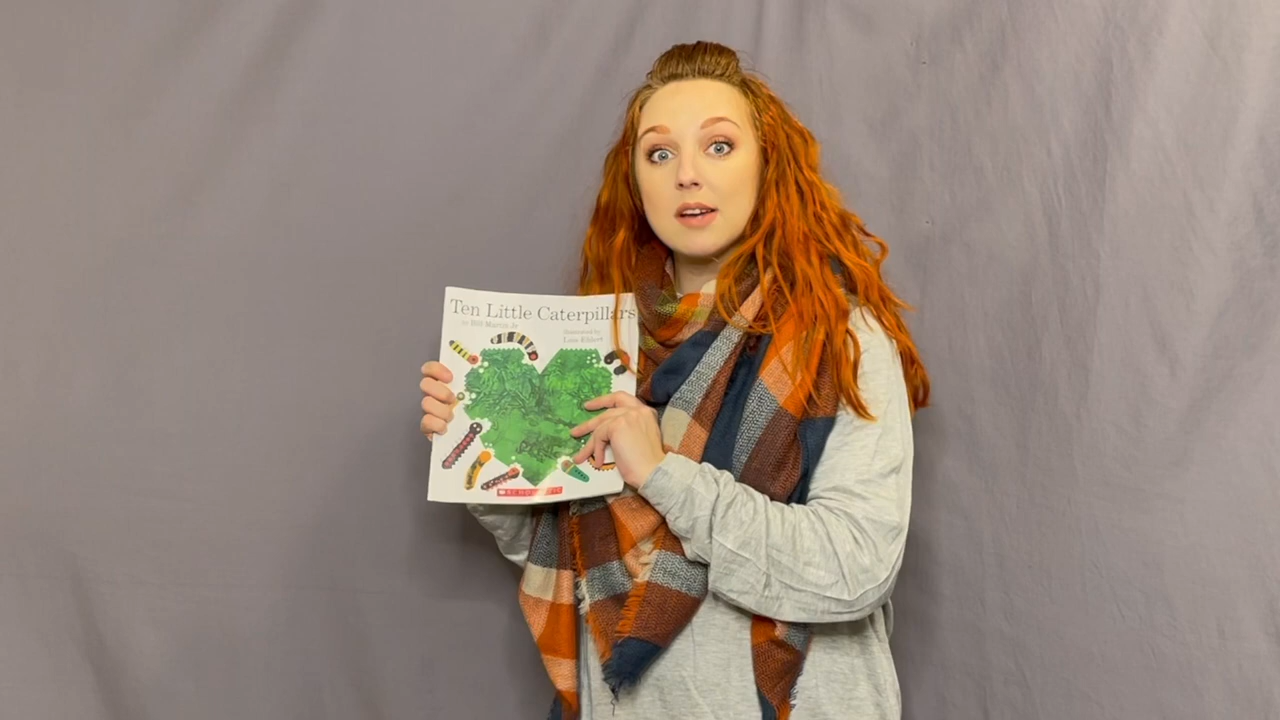 Ten Little Caterpillars
by Bill Martin Jr
Illustrated by
Lois Ehlert
SCHOLASTIC